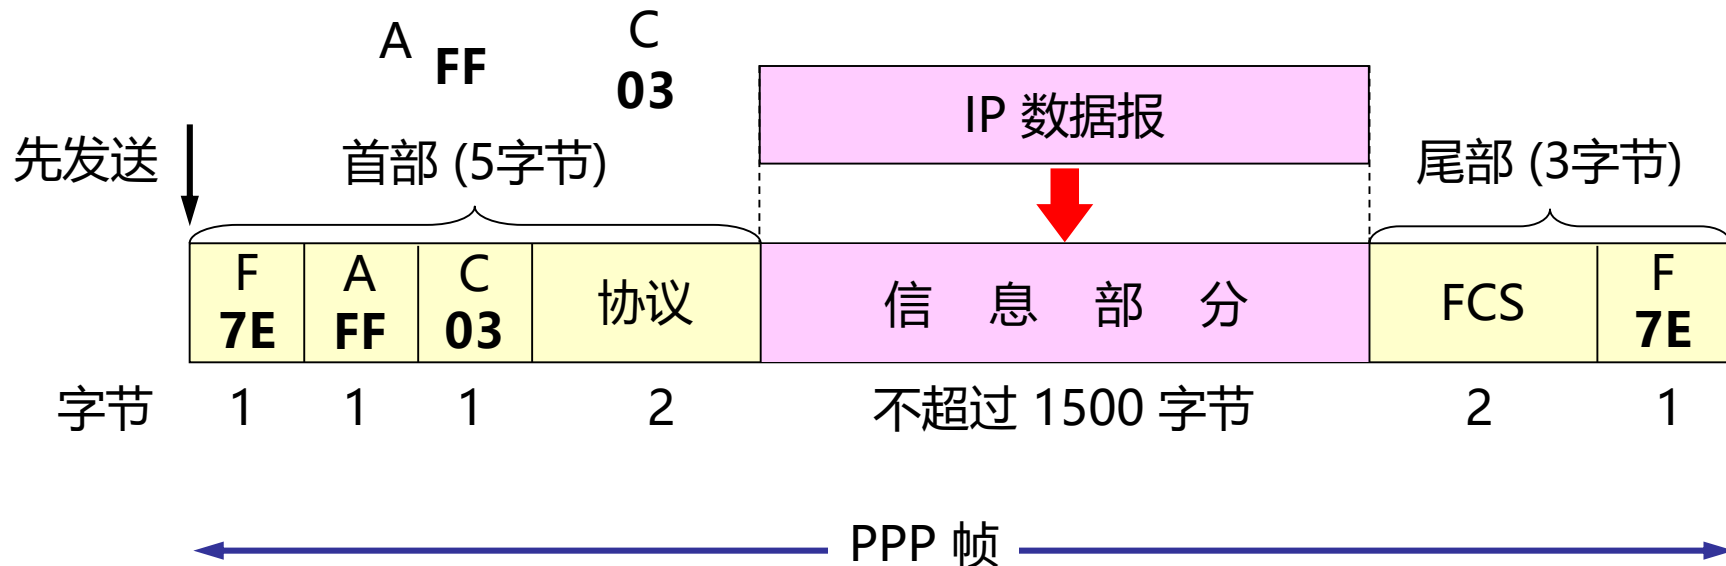 A FF
C
03
IP 数据报
先发送
首部 (5字节)
尾部 (3字节)
F
7E
A
FF
C
03
协议
信 息 部 分
FCS
F
7E
字节 1 1 1 2 不超过 1500 字节 2 1
PPP 帧